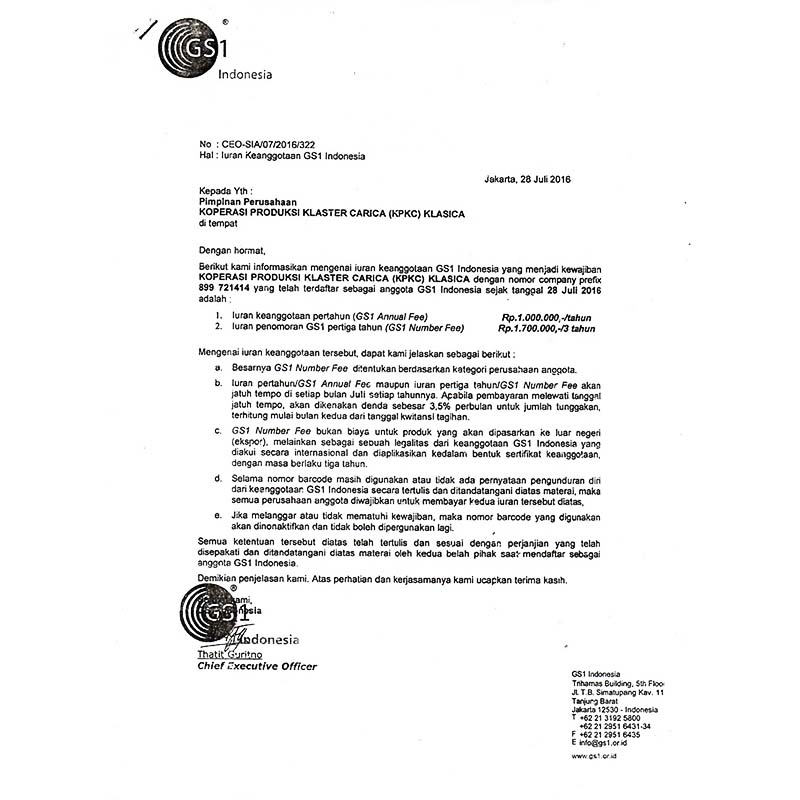 GS1
Indonesia
No : CEO-SIA/07/2016/322
Hal : Iuran Keanggotaan GS1 Indonesia
Jakarta, 28 Juli 2016
Kepada Yth :
Pimpinan Perusahaan
KOPERASI PRODUKSI KLASTER CARICA (KPKC) KLASICA
di tempat
Dengan hormat,
Berikut kami informasikan mengenai iuran keanggotaan GS1 Indonesia yang menjadi kewajiban
KOPERASI PRODUKSI KLASTER CARICA (KPKC) KLASICA dengan nomor company prefix
899 721414 yang telah terdaftar sebagai anggota GS1 Indonesia sejak tanggal 28 Juli 2016
adalah :
1. Iuran keanggotaan pertahun (GS1 Annual Fee) Rp.1.000.000,-/tahun
2. Iuran penomoran GS1 pertiga tahun (GS1 Number Fee) Rp.1.700.000,-/3 tahun
Mengenai iuran keanggotaan tersebut, dapat kami jelaskan sebagai berikut :
a. Besarnya GS1 Number Fee ditentukan berdasarkan kategori perusahaan anggota.
b. Iuran pertahun/GS1 Annual Fee maupun iuran pertiga tahun/GS1 Number Fee akan
jatuh tempo di setiap bulan Juli setiap tahunnya. Apabila pembayaran melewati tanggal
jatuh tempo, akan dikenakan denda sebesar 3,5% perbulan untuk jumlah tunggakan,
terhitung mulai bulan kedua dari tanggal kwitansi tagihan.
c. GS1 Number Fee bukan biaya untuk produk yang akan dipasarkan ke luar negeri
(ekspor), melainkan sebagai sebuah legalitas dari keanggotaan GS1 Indonesia yang
diakui secara internasional dan diaplikasikan kedalam bentuk sertifikat keanggotaan,
dengan masa berlaku tiga tahun.
d. Selama nomor barcode masih digunakan atau tidak ada pernyataan pengunduran diri
dari keanggotaan GS1 Indonesia secara tertulis dan ditandatangani diatas materai, maka
semua perusahaan anggota diwajibkan untuk membayar kedua iuran tersebut diatas,
e. Jika melanggar atau tidak mematuhi kewajiban, maka nomor barcode yang digunakan
akan dinonaktifkan dan tidak boleh dipergunakan lagi.
Semua ketentuan tersebut diatas telah tertulis dan sesuai dengan perjanjian yang telah
disepakati dan ditandatangani diatas materai oleh kedua belah pihak saat mendaftar sebagai
anggota GS1 Indonesia.
Demikian penjelasan kami. Atas perhatian dan kerjasamanya kami ucapkan terima kasih.
kami,
GS1
Indonesia
Thatit Guritno
Chief Executive Officer
GS1 Indonesia
Trihamas Building, 5th Floor
Jl. T.B. Simatupang Kav. 11
Tanjung Barat
Jakarta 12530 - Indonesia
T +62 21 3192 5800
+62 21 2951 6431-34
F +62 21 2951 6435
E info@gs1.or.id
www.gs1.or.id